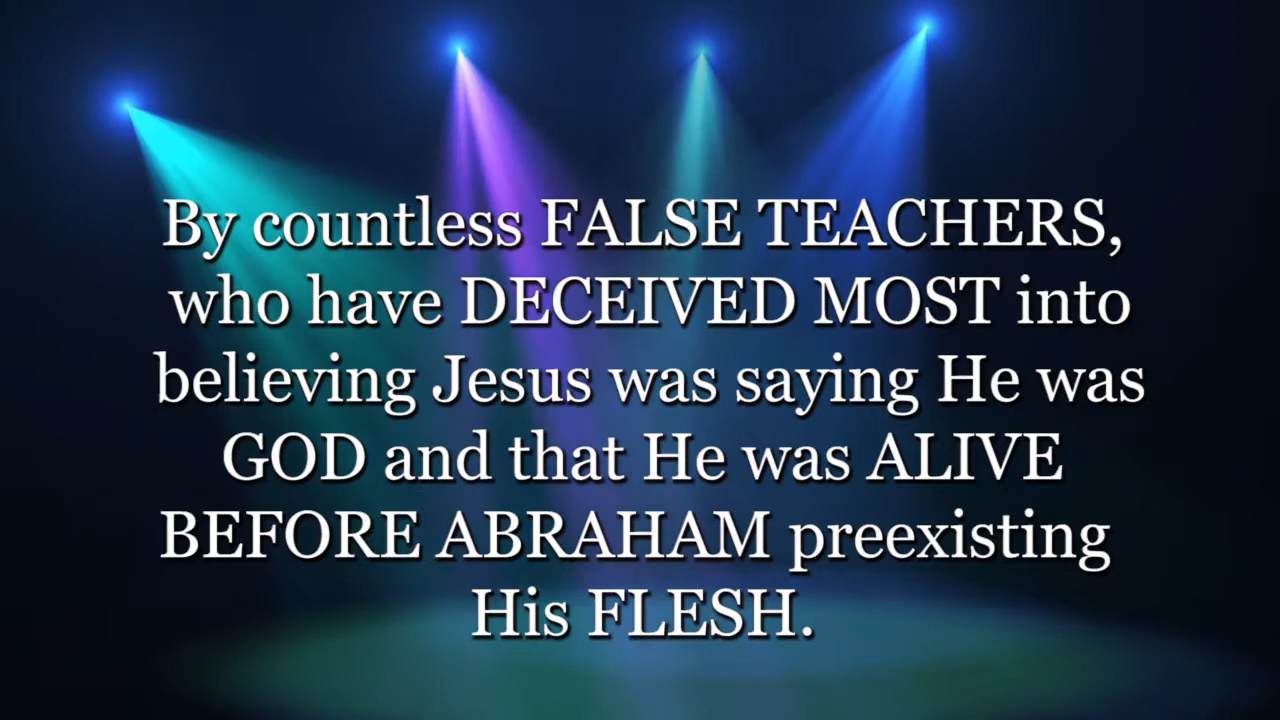 By countless FALSE TEACHERS,
who have DECEIVED MOST into
believing Jesus was saying He was
GOD and that He was ALIVE
BEFORE ABRAHAM preexisting
His FLESH.